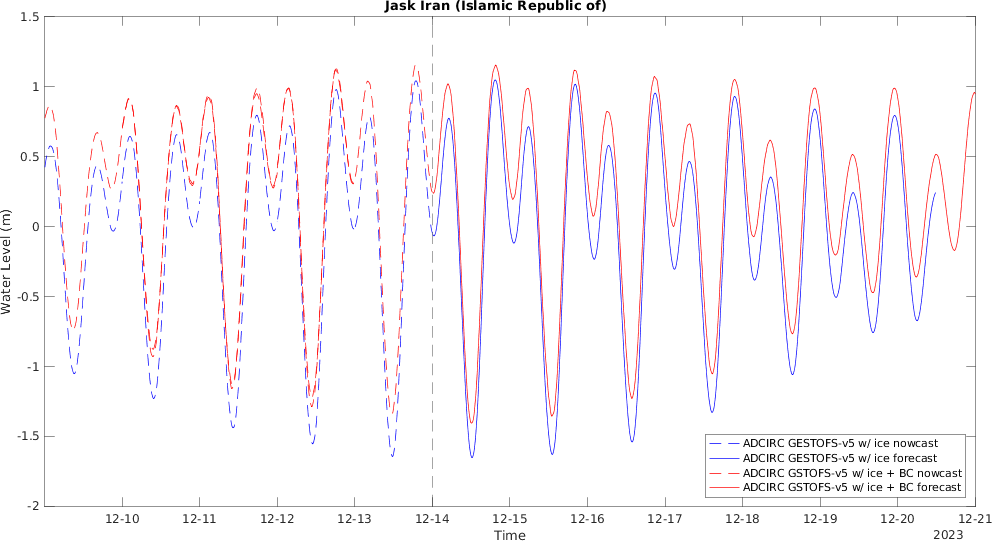 Jask Iran (Islamic Republic of)
1.5
1
0.5
0
-0.5
-1
-1.5
-2
Water Level (m)
ADCIRC GESTOFS-v5 w/ ice nowcast
ADCIRC GESTOFS-v5 w/ ice forecast
ADCIRC GSTOFS-v5 w/ ice + BC nowcast
ADCIRC GSTOFS-v5 w/ ice + BC forecast
12-10 12-11 12-12 12-13 12-14 12-15 12-16 12-17 12-18 12-19 12-20 12-21
Time
2023